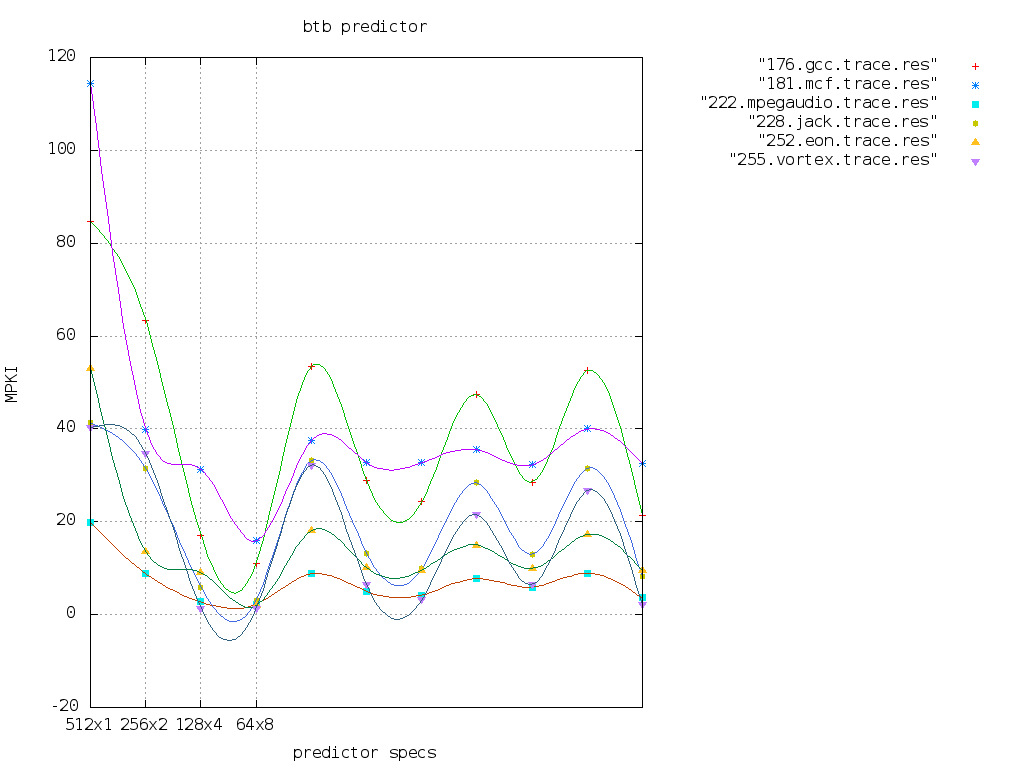 btb predictor
120
100
80
60
40
20
0
-20
MPKI
512x1 256x2 128x4 64x8
predictor specs
"176.gcc.trace.res"
"181.mcf.trace.res"
"222.mpegaudio.trace.res"
"228.jack.trace.res"
"252.eon.trace.res"
"255.vortex.trace.res"